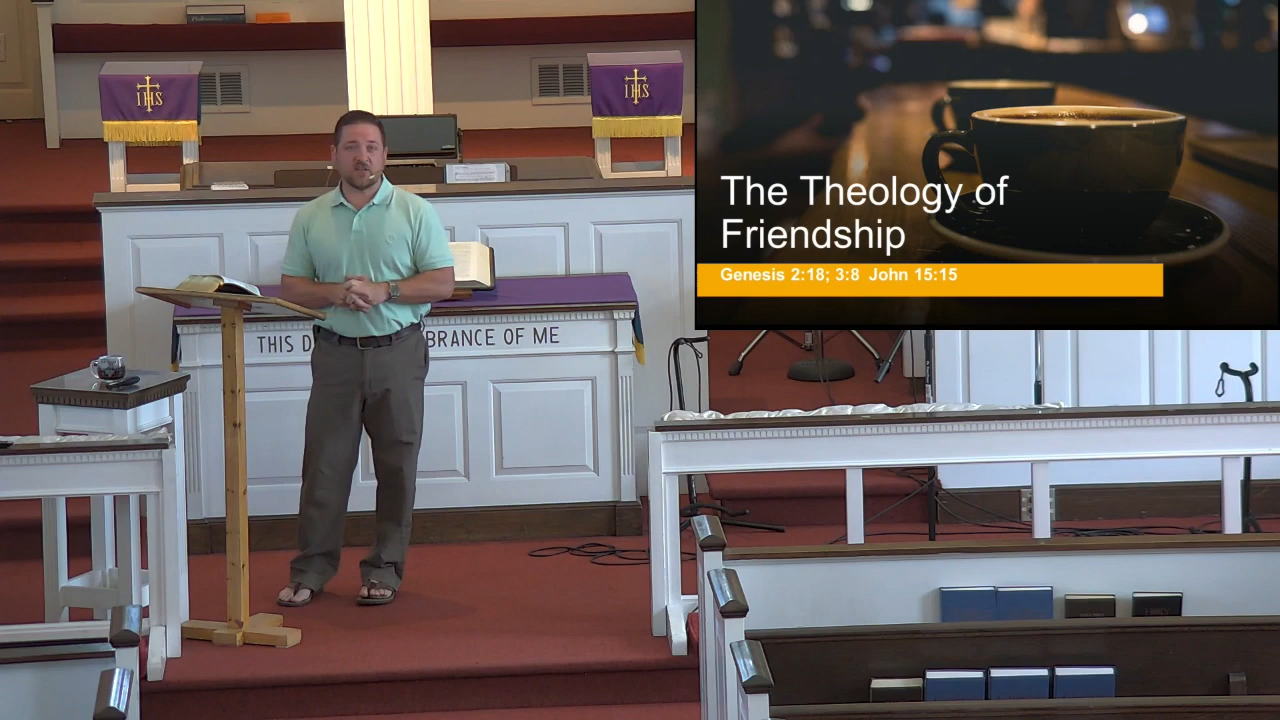 IHS
IHS
The Theology of
Friendship
Genesis 2:18; 3:8 John 15:15
THIS D BRANCE OF ME